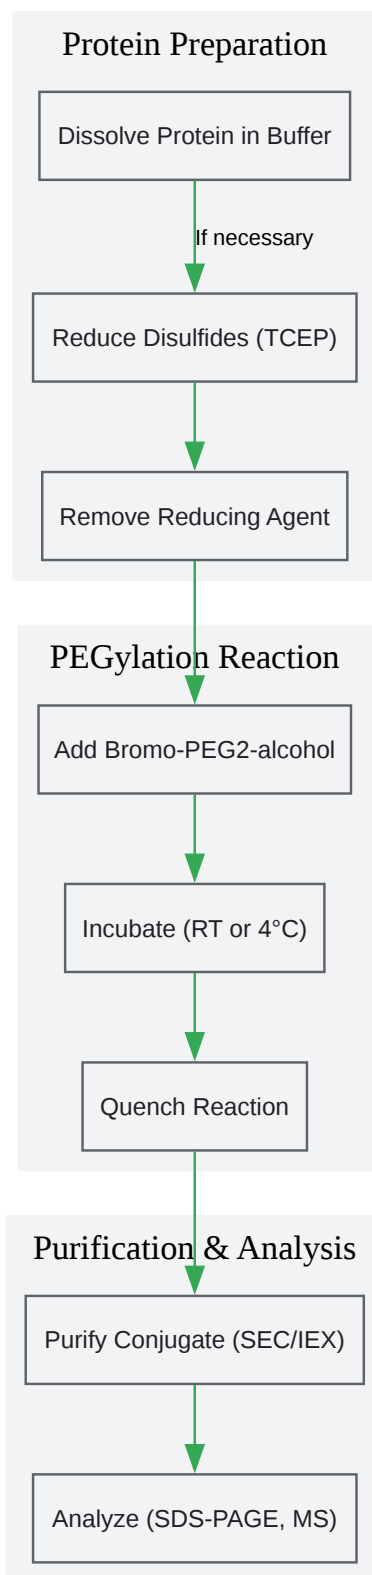 Protein Preparation
Dissolve Protein in Buffer
If necessary
Reduce Disulfides (TCEP)
Remove Reducing Agent
PEGylation Reaction
Add Bromo-PEG2-alcohol
Incubate (RT or 4°C)
Quench Reaction
Purification & Analysis
Purify Conjugate (SEC/IEX)
Analyze (SDS-PAGE, MS)